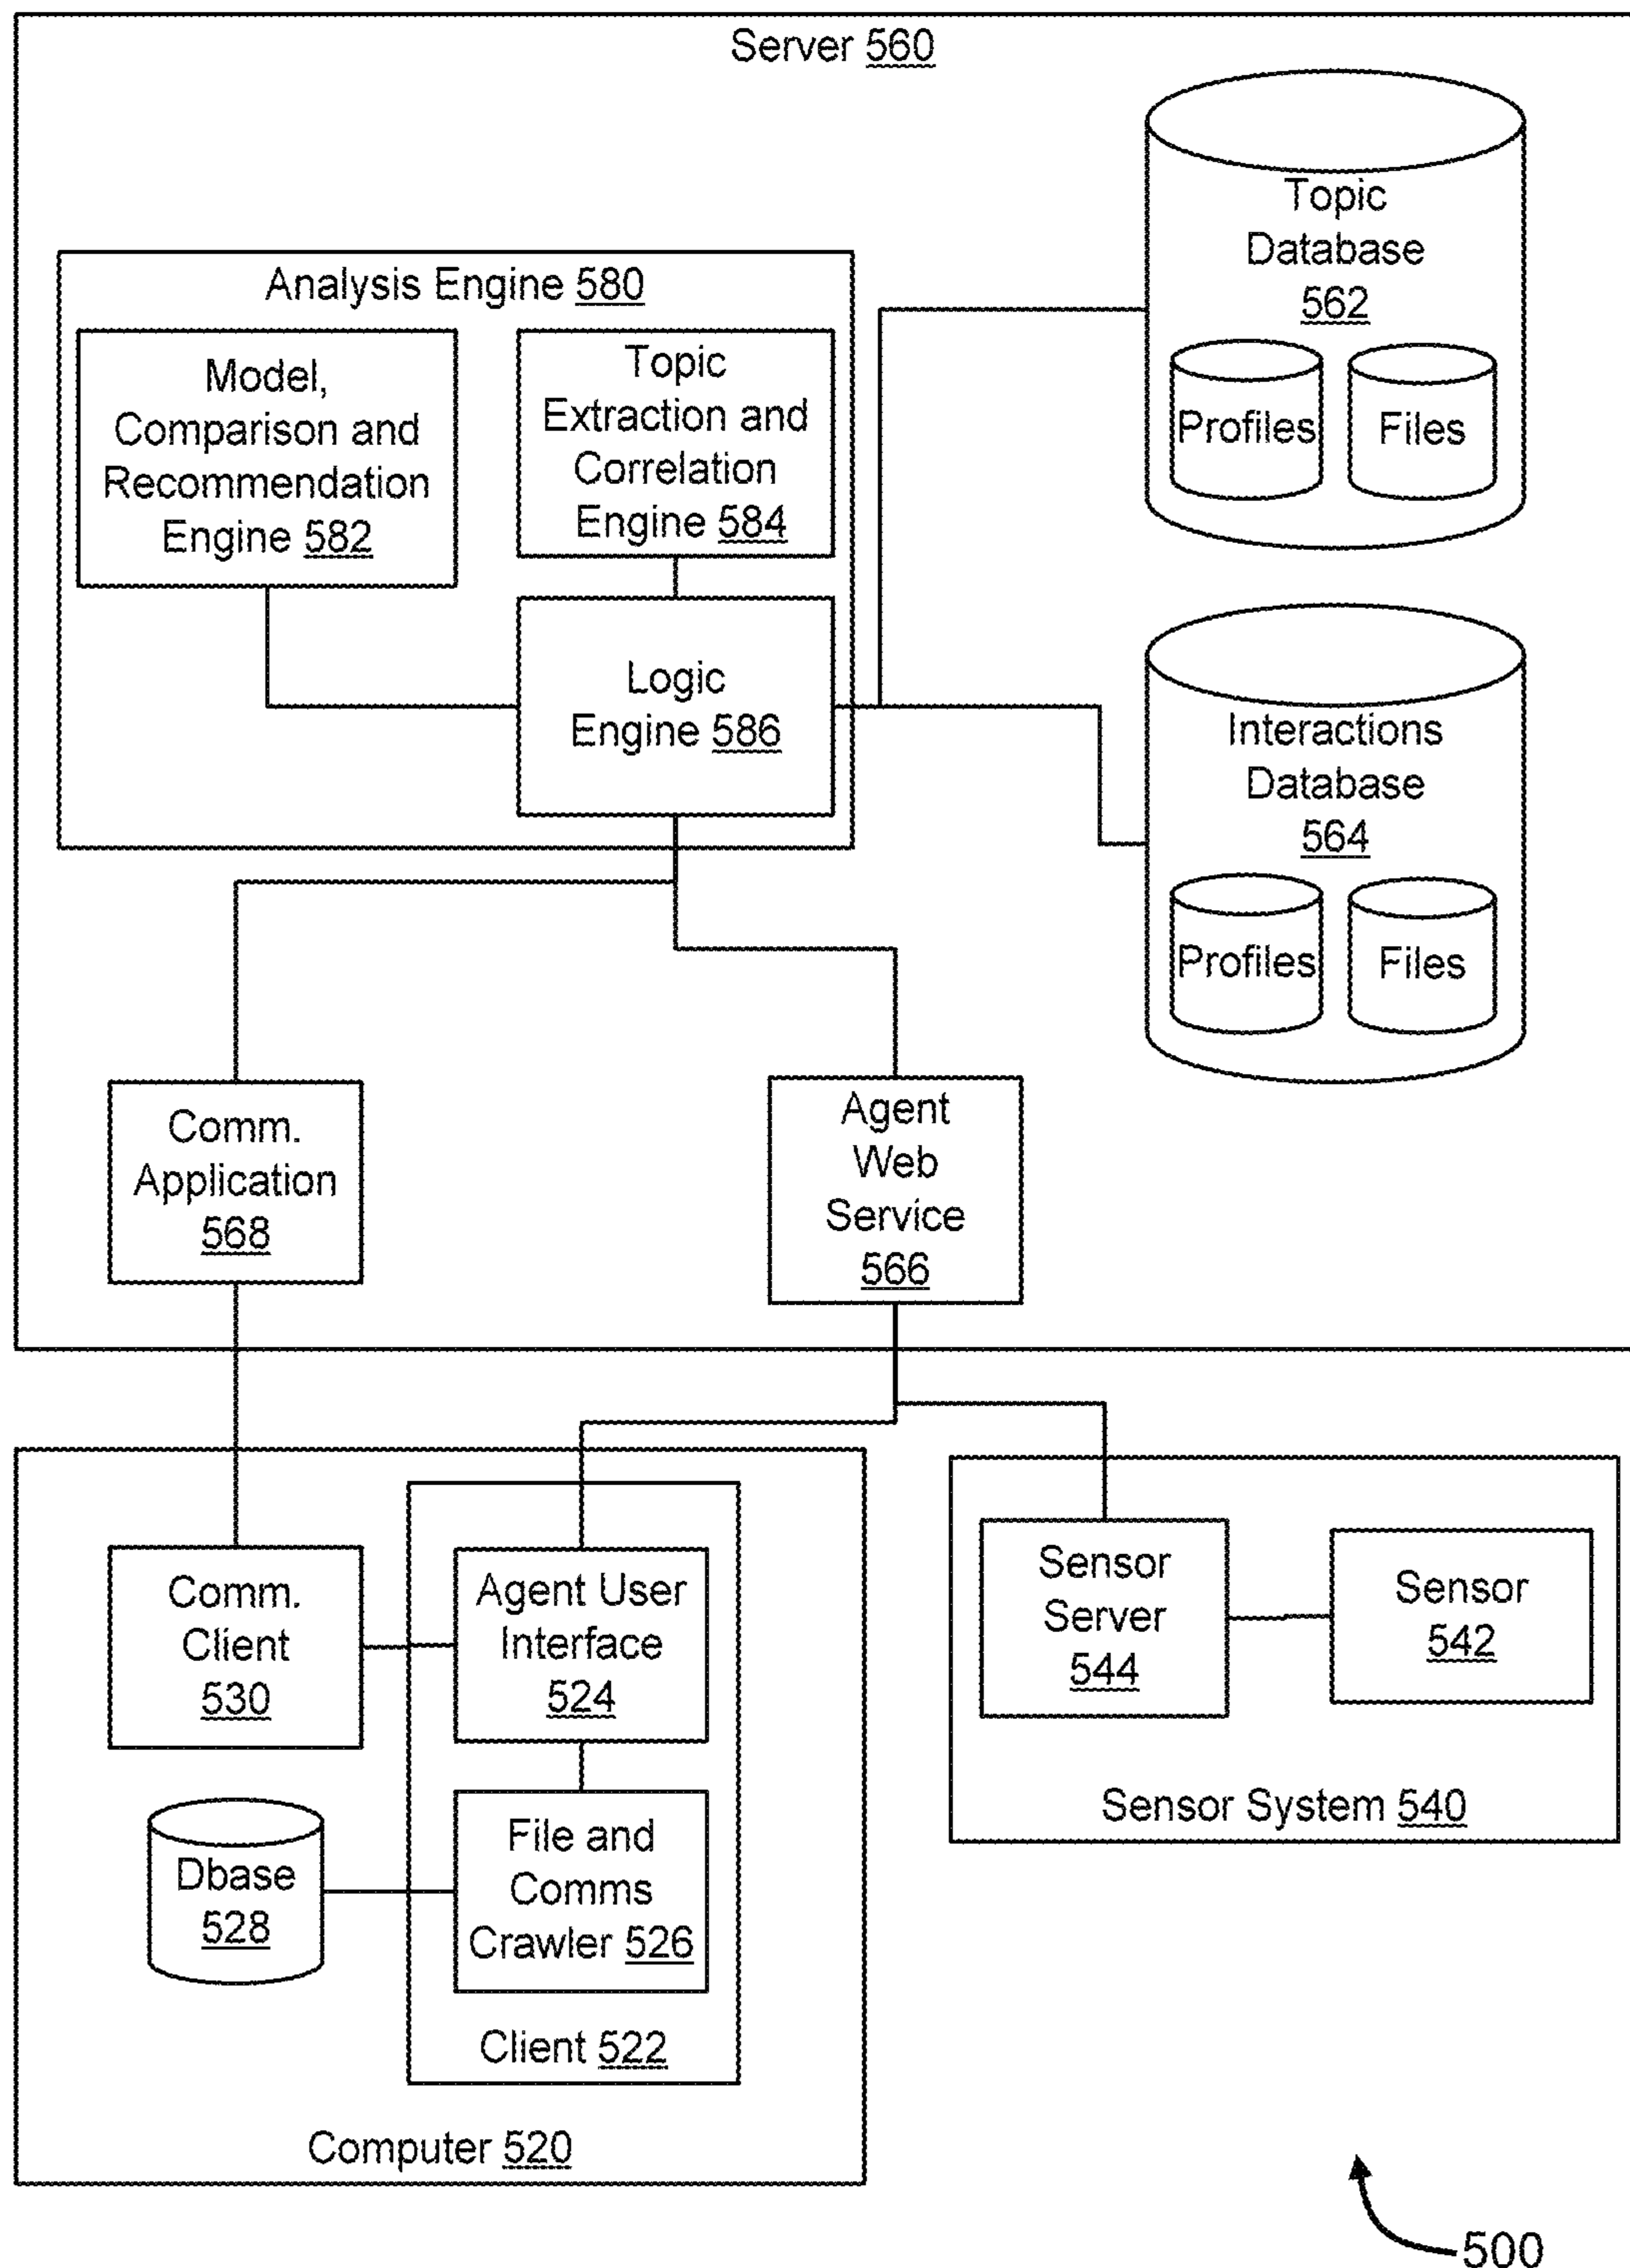 Server 560
Topic
Database
562
Profiles
Files
Analysis Engine 580
Model,
Comparison and
Recommendation
Engine 582
Topic
Extraction and
Correlation
Engine 584
Logic
Engine 586
Interactions
Database
564
Profiles
Files
Comm.
Application
568
Agent
Web
Service
566
Comm.
Client
530
Agent User
Interface
524
Dbase
528
File and
Comms
Crawler 526
Client 522
Computer 520
Sensor
Server
544
Sensor
542
Sensor System 540
500